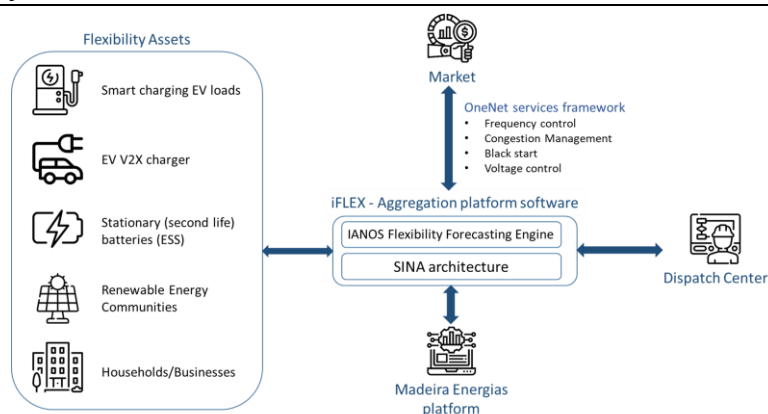 Flexibility Assets
Smart charging EV loads
EV V2X charger
Stationary (second life)
batteries (ESS)
Renewable Energy
Communities
Households/Businesses
Market
OneNet services framework
• Frequency control
• Congestion Management
• Black start
• Voltage control
iFLEX - Aggregation platform software
IANOS Flexibility Forecasting Engine
SINA architecture
Dispatch Center
Madeira Energias
platform